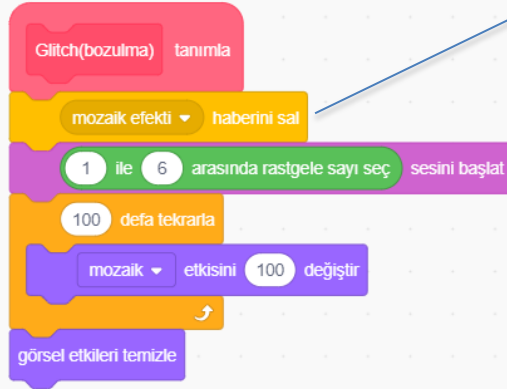 Glitch(bozulma) tanımla
mozaik efekti haberini sal
1 ile 6 arasında rastgele sayı seç sesini başlat
100 defa tekrarla
mozaik etkisini 100 değiştir
görsel etkileri temizle